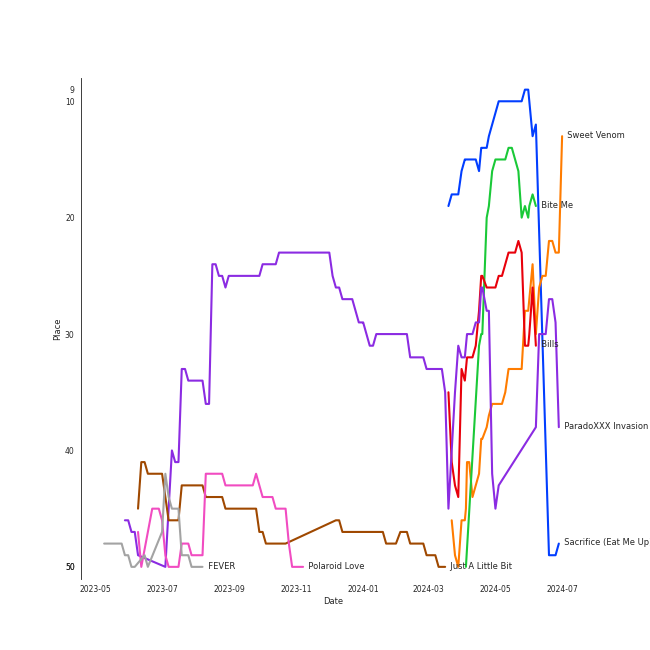 9
10
20
30
40
50
Place
Sweet Venom
Bite Me
Bills
ParadoXXX Invasion
Sacrifice (Eat Me Up
FEVER
Polaroid Love
Just A Little Bit
2023-05
2023-07
2023-09
2023-11
2024-01
2024-03
2024-05
2024-07
Date